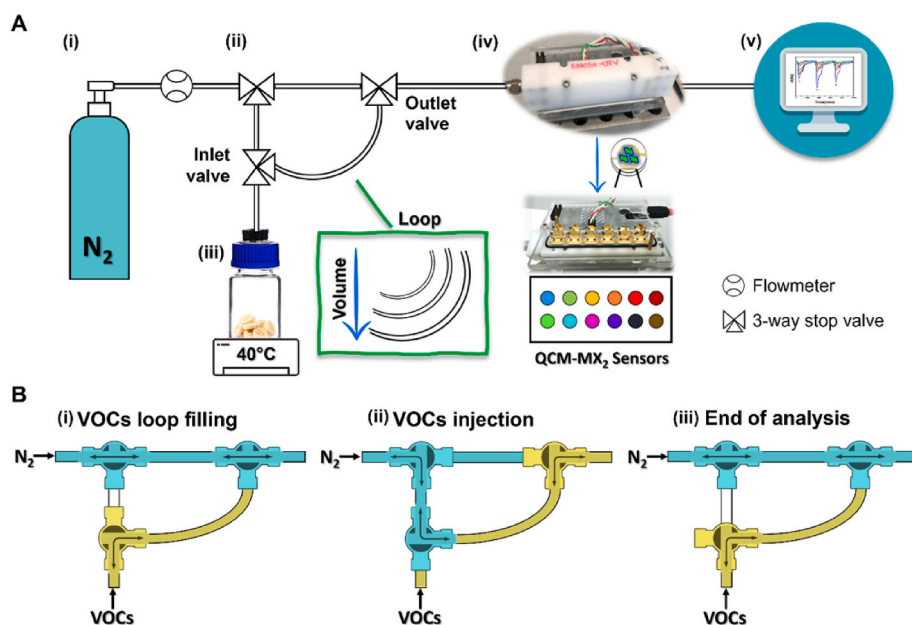 A
(i)
(ii)
(iv)
(v)
Outlet
valve
Inlet
valve
N₂
Loop
(iii)
Volume
40°C
Flowmeter
3-way stop valve
QCM-MX₂ Sensors
B
(i) VOCs loop filling
(ii) VOCs injection
(iii) End of analysis
N₂
N₂
N₂
VOCs
VOCs
VOCs